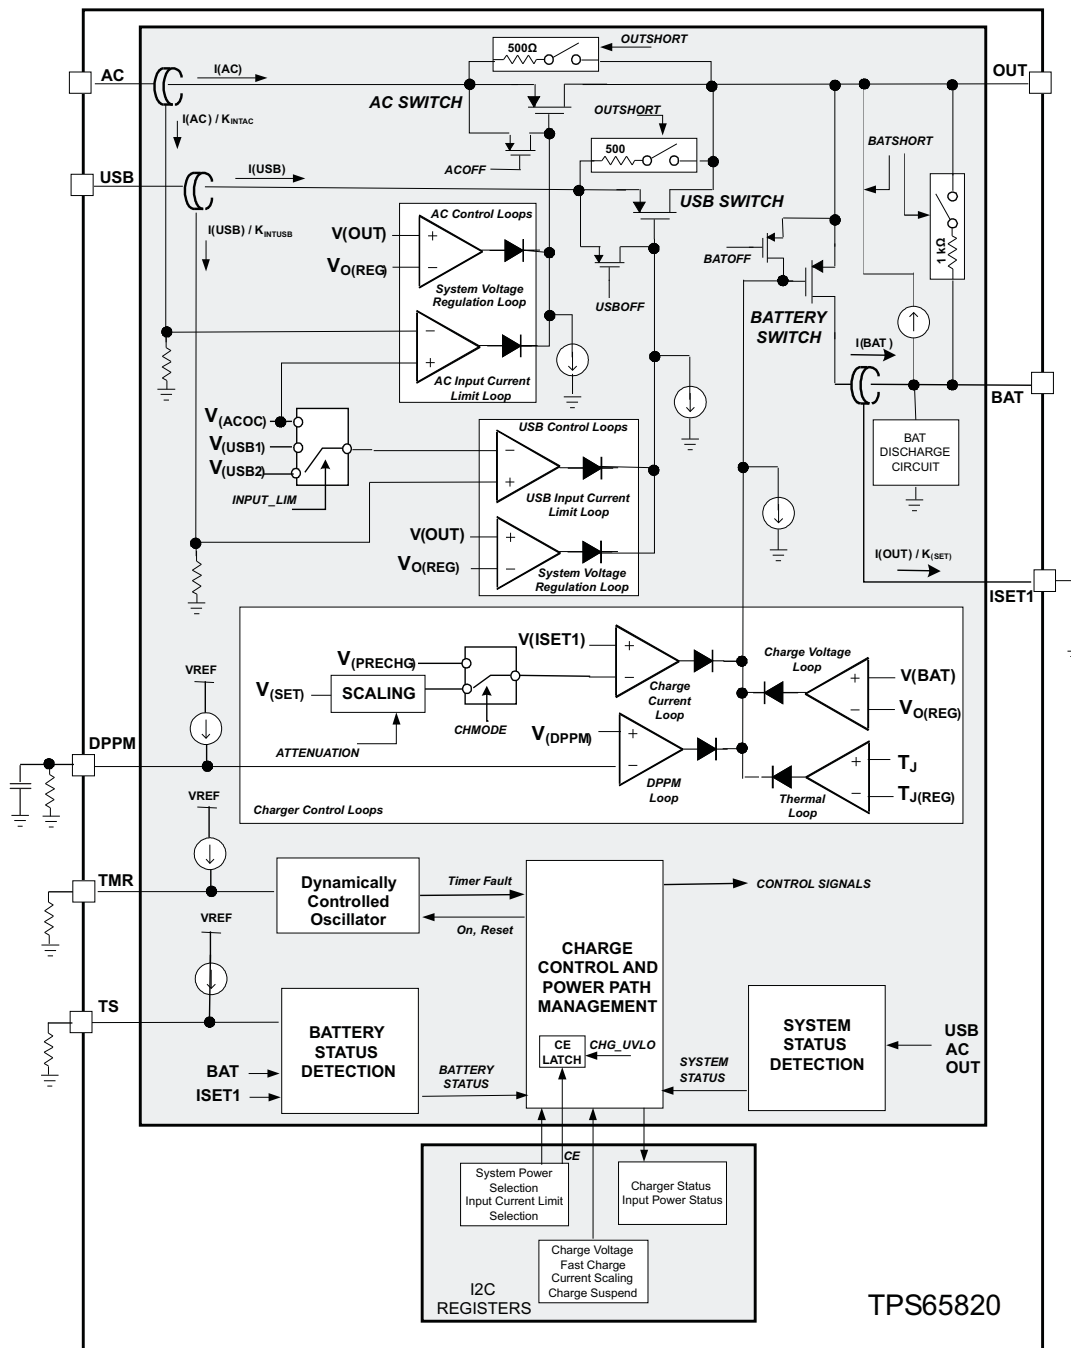 OUTSHORT
500Ω
AC
I(AC)
AC SWITCH
OUT
I(AC) / KINTAC
OUTSHORT
500
ACOFF
BATSHORT
USB
I(USB)
USB SWITCH
I(USB) / KINTUSB
AC Control Loops
V(OUT)
+
VO(REG)
−
System Voltage
Regulation Loop
USBOFF
BATOFF
1 kΩ
BATTERY
SWITCH
−
+
AC Input Current
Limit Loop
I(BAT)
BAT
V(ACOC)
V(USB1)
V(USB2)
INPUT_LIM
USB Control Loops
−
+
USB Input Current
Limit Loop
BAT
DISCHARGE
CIRCUIT
V(OUT)
+
VO(REG)
−
System Voltage
Regulation Loop
I(OUT) / K(SET)
ISET1
V(ISET1)
+
−
Charge
Current
Loop
Charge Voltage
Loop
V(PRECHG)
V(SET)
SCALING
CHMODE
ATTENUATION
+
V(BAT)
−
VO(REG)
VREF
DPPM
V(DPPM)
+
−
DPPM
Loop
+
TJ
−
TJ(REG)
Thermal
Loop
Charger Control Loops
VREF
TMR
Dynamically
Controlled
Oscillator
Timer Fault
On, Reset
CONTROL SIGNALS
VREF
CHARGE
CONTROL AND
POWER PATH
MANAGEMENT
TS
BATTERY
STATUS
DETECTION
BAT
ISET1
BATTERY
STATUS
CE
LATCH
CHG_UVLO
SYSTEM
STATUS
SYSTEM
STATUS
DETECTION
USB
AC
OUT
CE
System Power
Selection
Input Current Limit
Selection
Charger Status
Input Power Status
Charge Voltage
Fast Charge
Current Scaling
Charge Suspend
I2C
REGISTERS
TPS65820